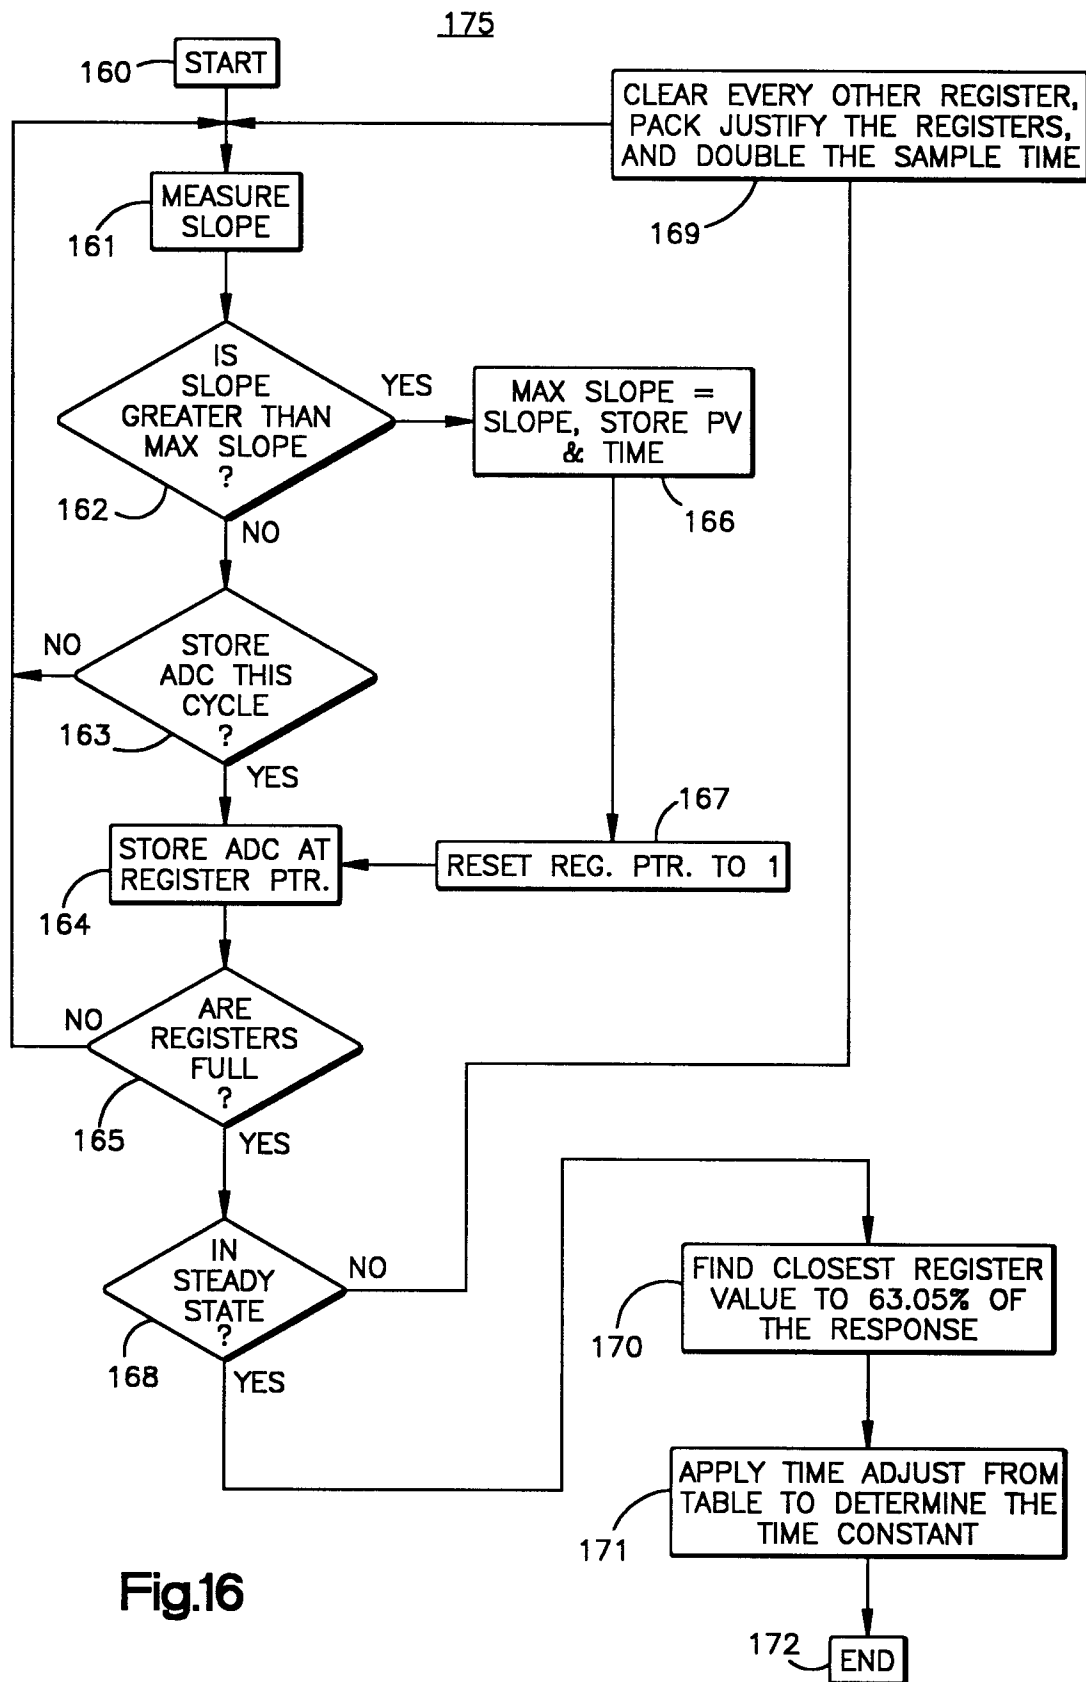 175
160
START
CLEAR EVERY OTHER REGISTER,
PACK JUSTIFY THE REGISTERS,
AND DOUBLE THE SAMPLE TIME
169
MEASURE
SLOPE
161
IS
SLOPE
GREATER THAN
MAX SLOPE
?
162
YES
NO
MAX SLOPE =
SLOPE, STORE PV
& TIME
166
STORE
ADC THIS
CYCLE
?
163
NO
YES
167
RESET REG. PTR. TO 1
STORE ADC AT
REGISTER PTR.
164
ARE
REGISTERS
FULL
?
165
NO
YES
IN
STEADY
STATE
?
168
NO
YES
FIND CLOSEST REGISTER
VALUE TO 63.05% OF
THE RESPONSE
170
APPLY TIME ADJUST FROM
TABLE TO DETERMINE THE
TIME CONSTANT
171
172
END
Fig.16